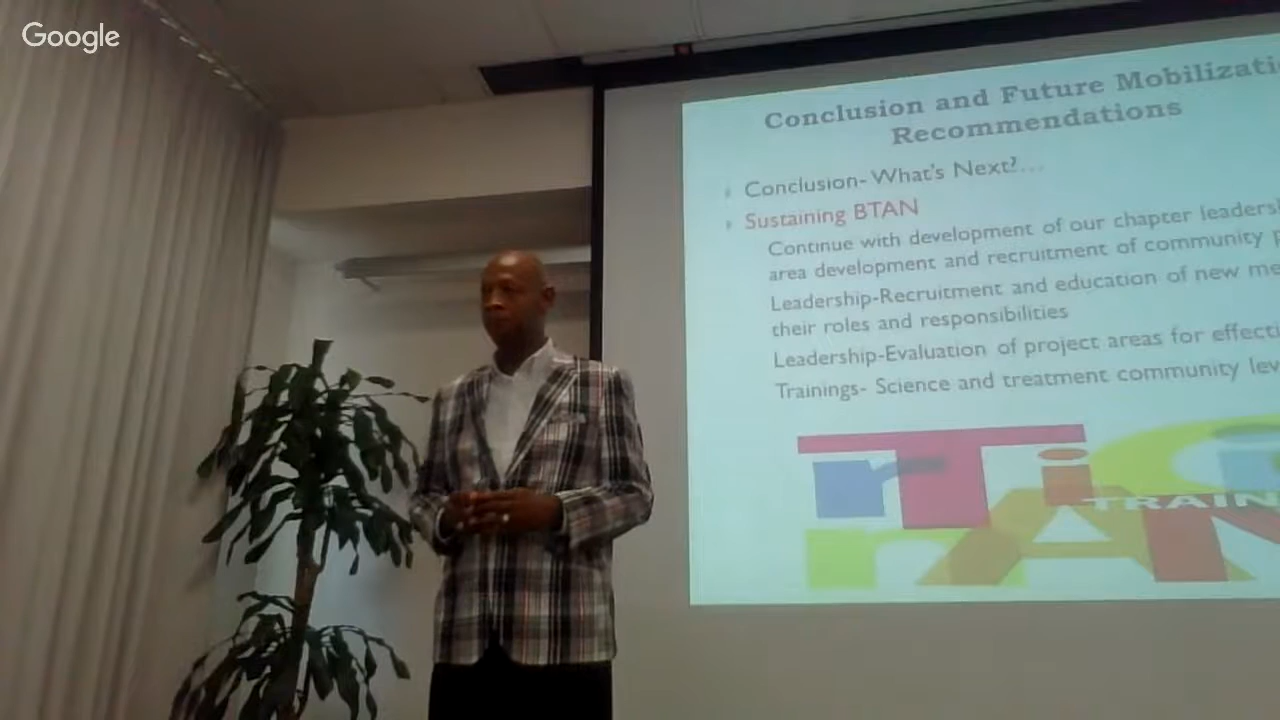 Google
Conclusion and Future Mobilizati
Recommendations
Conclusion- What's Next?...
Sustaining BTAN
Continue with development of our chapter leaders
area development and recruitment of community p
Leadership-Recruitment and education of new me
their roles and responsibilities
Leadership-Evaluation of project areas for effecti
Trainings- Science and treatment community lev
TRAIN